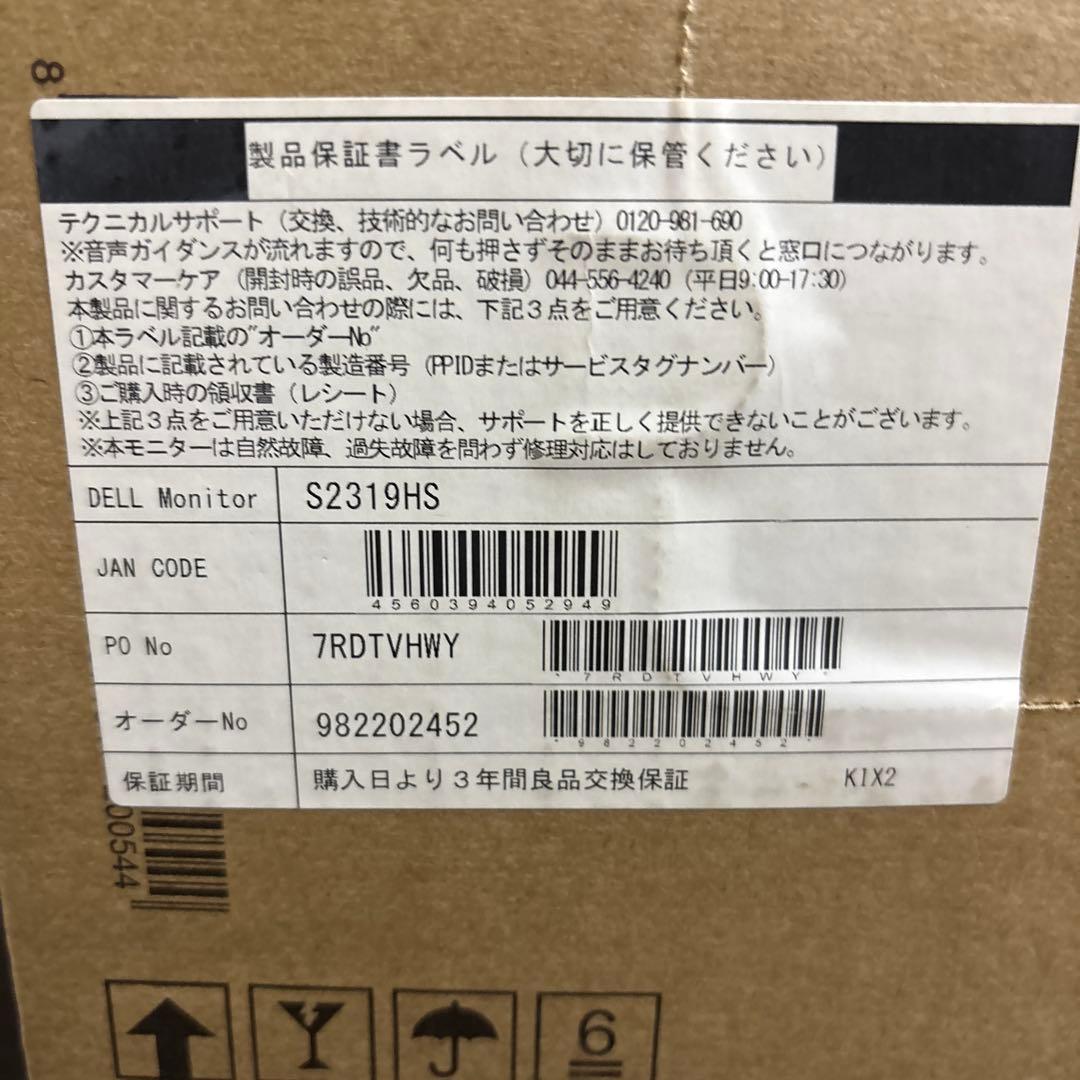 8
製品保証書ラベル（大切に保管ください）
テクニカルサポート（交換、技術的なお問い合わせ）0120-981-690
※音声ガイダンスが流れますので、何も押さずそのままお待ち頂くと窓口につながります。
カスタマーケア（開封時の誤品、欠品、破損）044-556-4240（平日9:00-17:30）
本製品に関するお問い合わせの際には、下記３点をご用意ください。
①本ラベル記載の"オーダーNo"
②製品に記載されている製造番号（PPIDまたはサービスタグナンバー）
③ご購入時の領収書（レシート）
※上記３点をご用意いただけない場合、サポートを正しく提供できないことがございます。
※本モニターは自然故障、過失故障を問わず修理対応はしておりません。
DELL Monitor S2319HS
JAN CODE
4560394052949
PO No 7RDTVHWY
*7RDTVHWY*
オーダーNo 982202452
*982202452*
保証期間 購入日より３年間良品交換保証 KIX2
00544
6